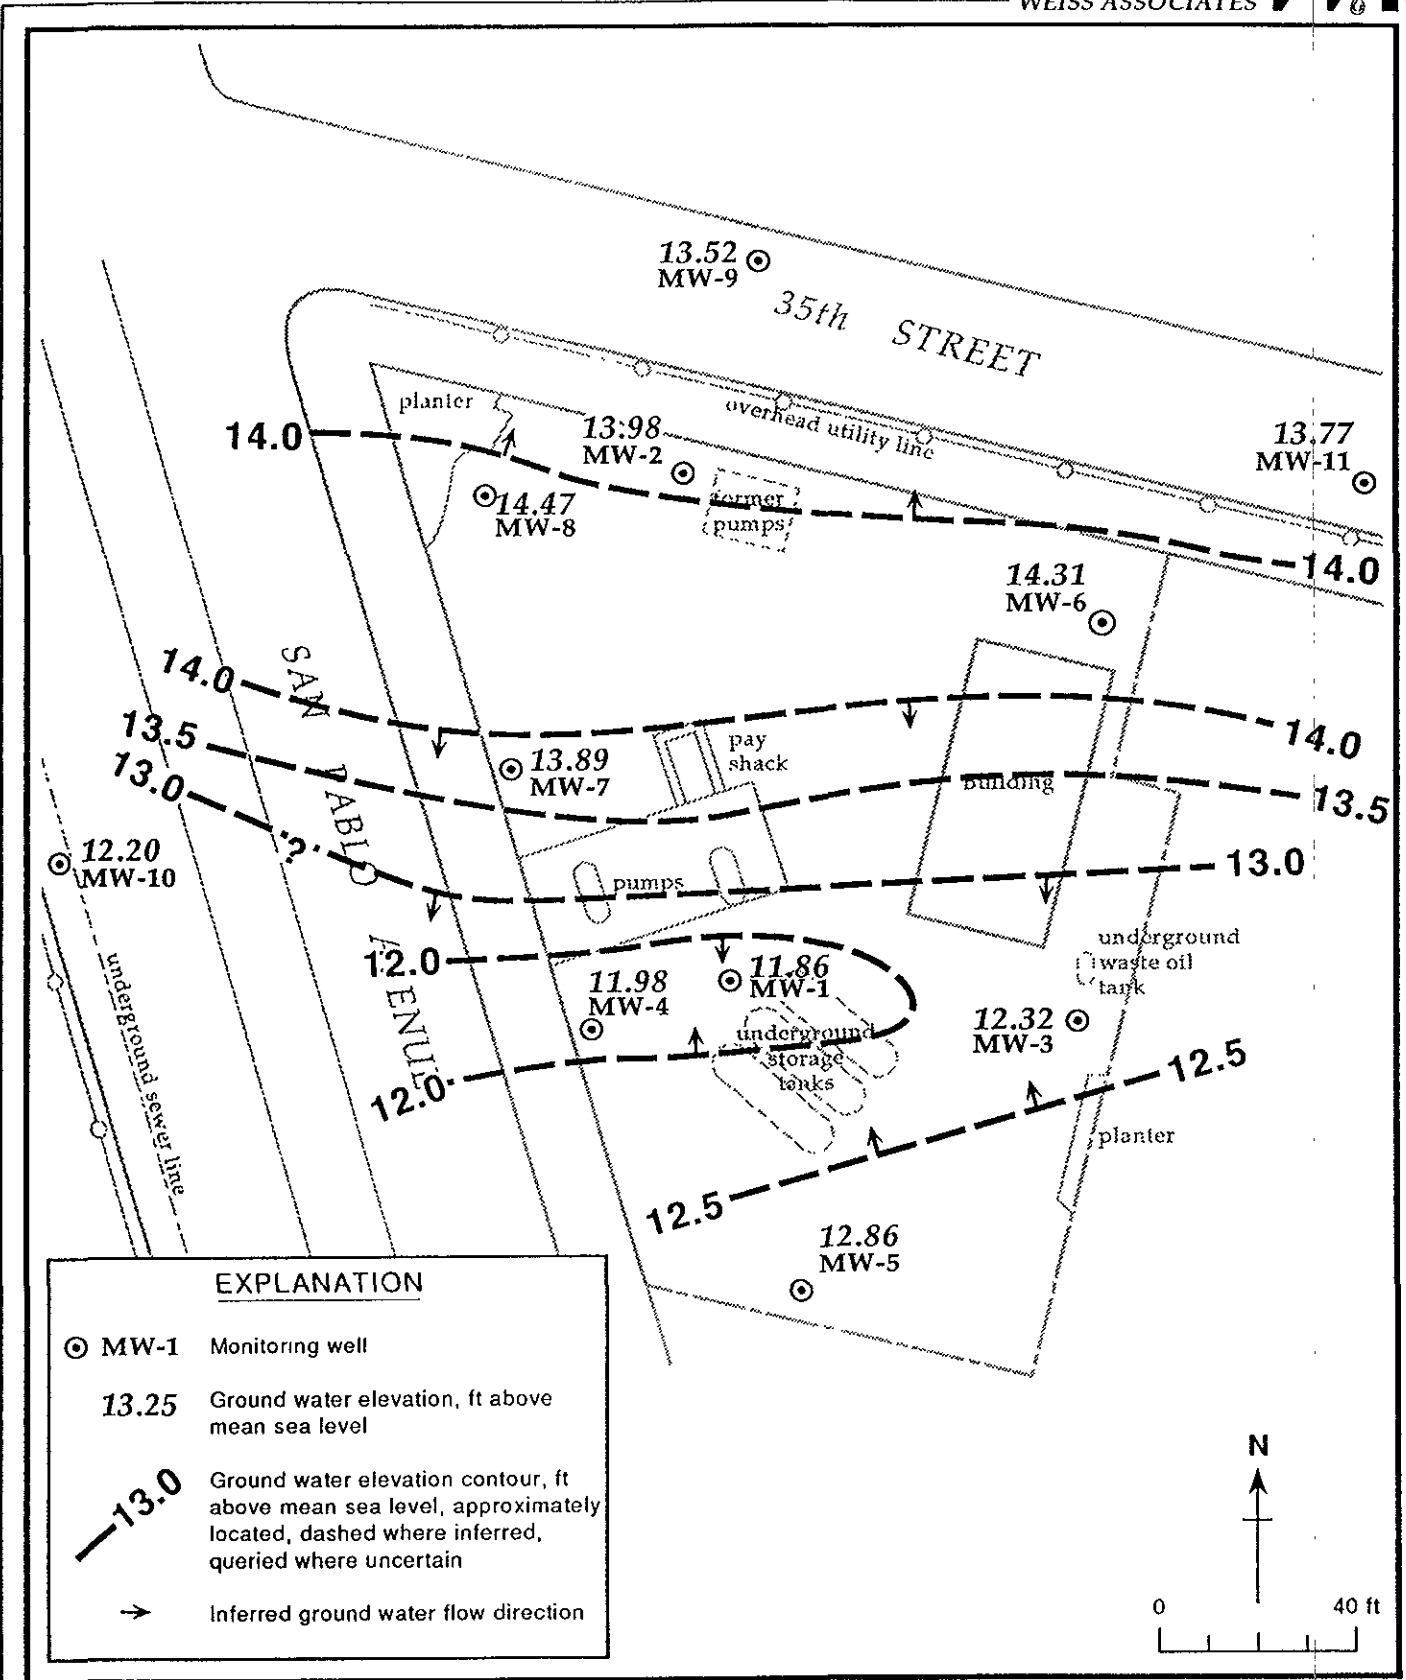 WEISS ASSOCIATES
13.52
MW-9
35th STREET
planter
overhead utility line
14.0
13.98
MW-2
13.77
MW-11
14.47
MW-8
former
pumps
14.0
14.31
MW-6
14.0
SAN PABLO AVENUE
13.5
13.0
13.89
MW-7
pay
shack
14.0
Building
13.5
?
12.20
MW-10
pumps
13.0
12.0
11.98
MW-4
11.86
MW-1
underground
waste oil
tank
underground sewer line
underground
storage
tanks
12.32
MW-3
12.0
12.5
planter
12.5
12.86
MW-5
EXPLANATION
MW-1 Monitoring well
13.25 Ground water elevation, ft above
mean sea level
13.0 Ground water elevation contour, ft
above mean sea level, approximately
located, dashed where inferred,
queried where uncertain
Inferred ground water flow direction
N
0 40 ft